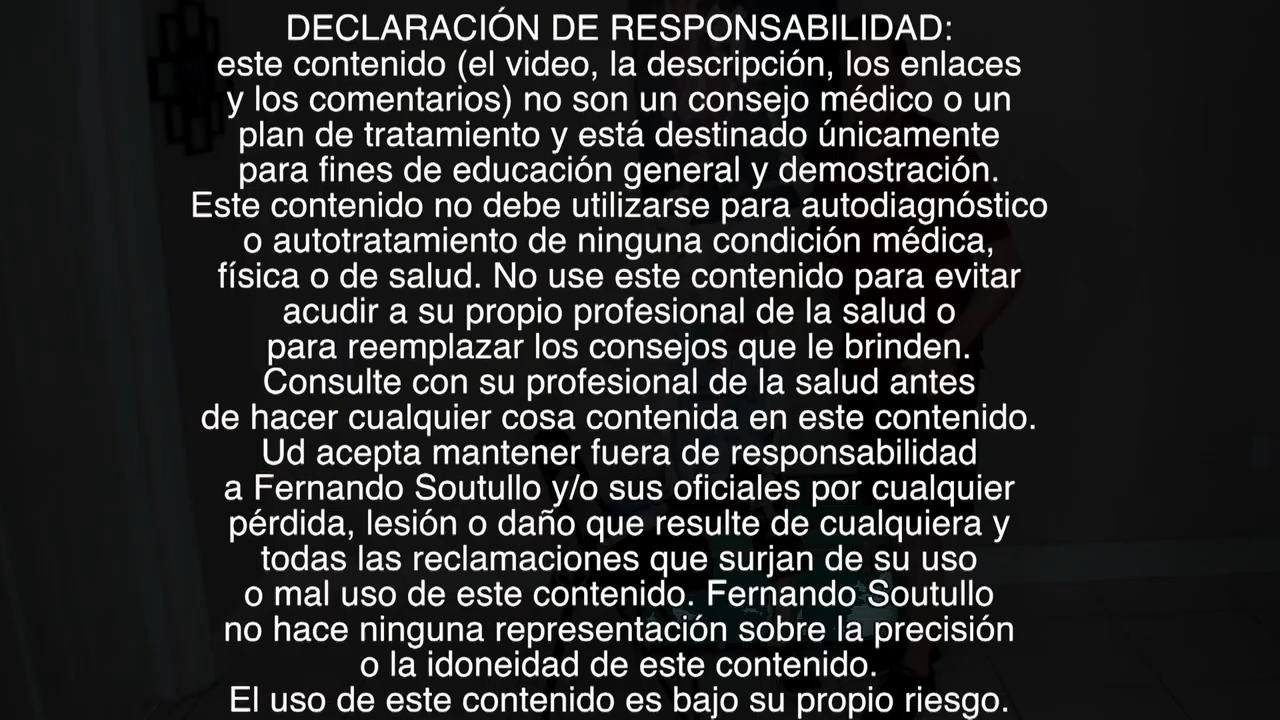 DECLARACIÓN DE RESPONSABILIDAD:
este contenido (el video, la descripción, los enlaces
y los comentarios) no son un consejo médico o un
plan de tratamiento y está destinado únicamente
para fines de educación general y demostración.
Este contenido no debe utilizarse para autodiagnóstico
o autotratamiento de ninguna condición médica,
física o de salud. No use este contenido para evitar
acudir a su propio profesional de la salud o
para reemplazar los consejos que le brinden.
Consulte con su profesional de la salud antes
de hacer cualquier cosa contenida en este contenido.
Ud acepta mantener fuera de responsabilidad
a Fernando Soutullo y/o sus oficiales por cualquier
pérdida, lesión o daño que resulte de cualquiera y
todas las reclamaciones que surjan de su uso
o mal uso de este contenido. Fernando Soutullo
no hace ninguna representación sobre la precisión
o la idoneidad de este contenido.
El uso de este contenido es bajo su propio riesgo.